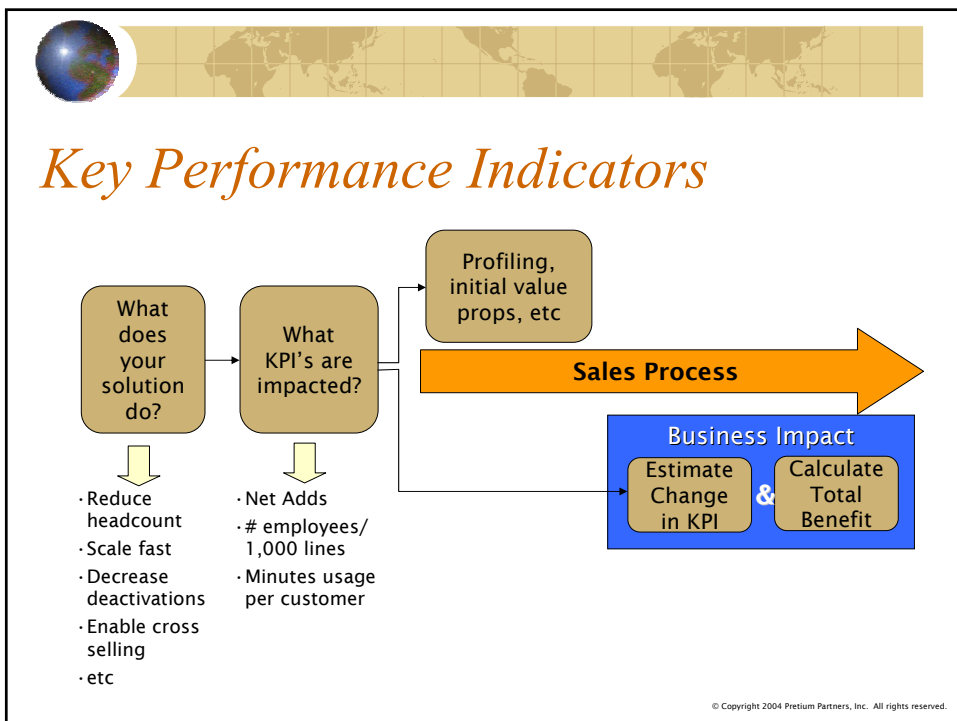 Key Performance Indicators
What
does
your
solution
do?
What
KPI's are
impacted?
Profiling,
initial value
props, etc
Sales Process
Business Impact
Estimate
Change
in KPI
&
Calculate
Total
Benefit
· Reduce
headcount
· Scale fast
· Decrease
deactivations
· Enable cross
selling
· etc
· Net Adds
· # employees/
1,000 lines
· Minutes usage
per customer
© Copyright 2004 Pretium Partners, Inc. All rights reserved.